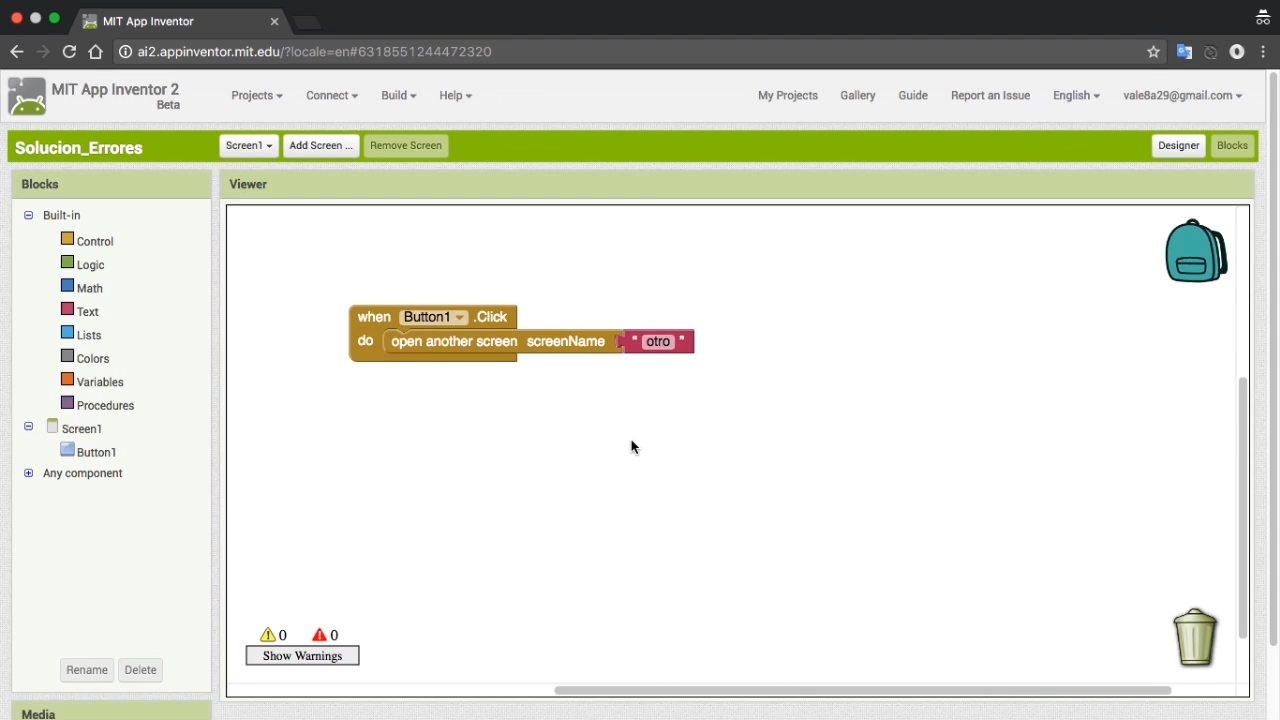 MIT App Inventor
ai2.appinventor.mit.edu/?locale=en#6318551244472320
MIT App Inventor 2
Beta
Projects Connect Build Help My Projects Gallery Guide Report an Issue English vale8a29@gmail.com
Solucion_Errores Screen1 Add Screen ... Remove Screen Designer Blocks
Blocks
Viewer
Built-in
Control
Logic
Math
Text
Lists
Colors
Variables
Procedures
Screen1
Button1
Any component
Rename Delete
Media
when Button1 .Click
do open another screen screenName " otro "
0 0
Show Warnings